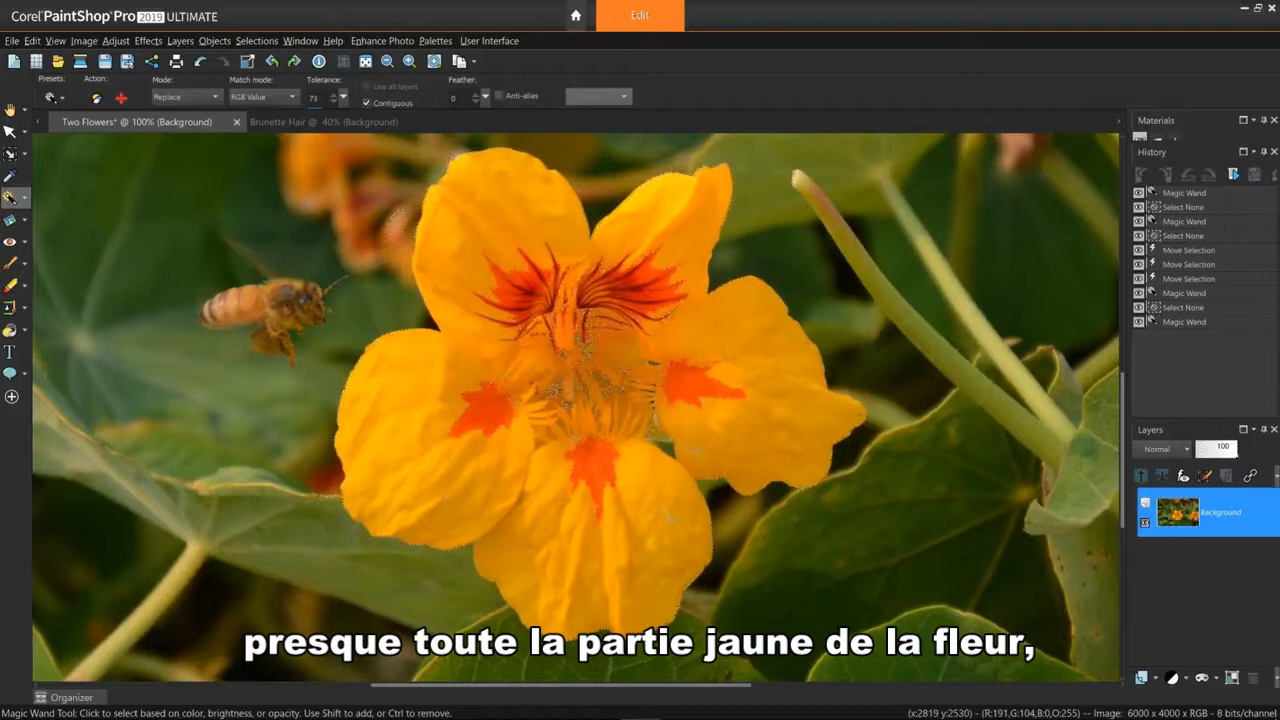 Corel PaintShop Pro 2019 ULTIMATE
Edit
File Edit View Image Adjust Effects Layers Objects Selections Window Help Enhance Photo Palettes User Interface
Presets: Action: Mode: Match mode: Tolerance: Feather:
Use all layers
Replace RGB Value 73 Contiguous 0 Anti-alias
Two Flowers* @ 100% (Background) Brunette Hair @ 40% (Background)
Materials
History
Magic Wand
Select None
Magic Wand
Select None
Move Selection
Move Selection
Move Selection
Magic Wand
Select None
Magic Wand
Layers
Normal 100
Background
presque toute la partie jaune de la fleur,
Organizer
Magic Wand Tool: Click to select based on color, brightness, or opacity. Use Shift to add, or Ctrl to remove. (x:2819 y:2530) - (R:191,G:104,B:0,O:255) -- Image: 6000 x 4000 x RGB - 8 bits/channel